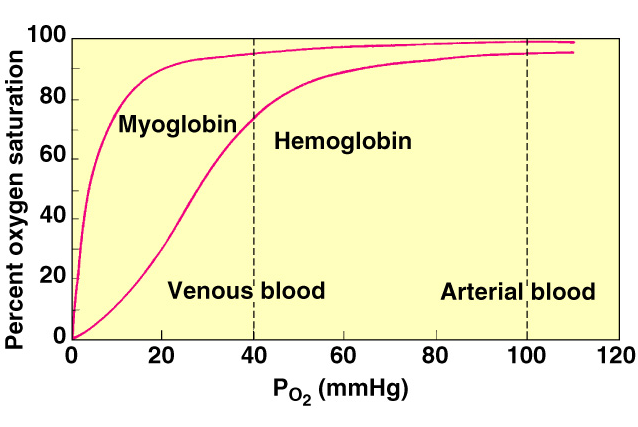 Percent oxygen saturation
100
80
60
40
20
0
Myoglobin
Hemoglobin
Venous blood
Arterial blood
0 20 40 60 80 100 120
PO2 (mmHg)